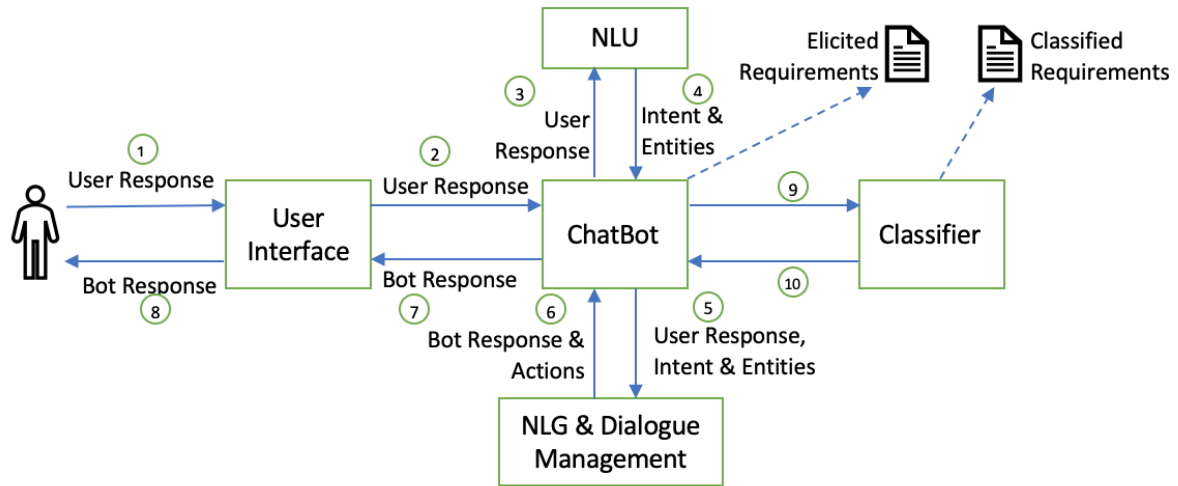 NLU
Elicited
Requirements
Classified
Requirements
3
4
User
Response
Intent &
Entities
1
User Response
2
User Response
9
User
Interface
ChatBot
Classifier
Bot Response
8
Bot Response
7
6
5
10
Bot Response &
Actions
User Response,
Intent & Entities
NLG & Dialogue
Management